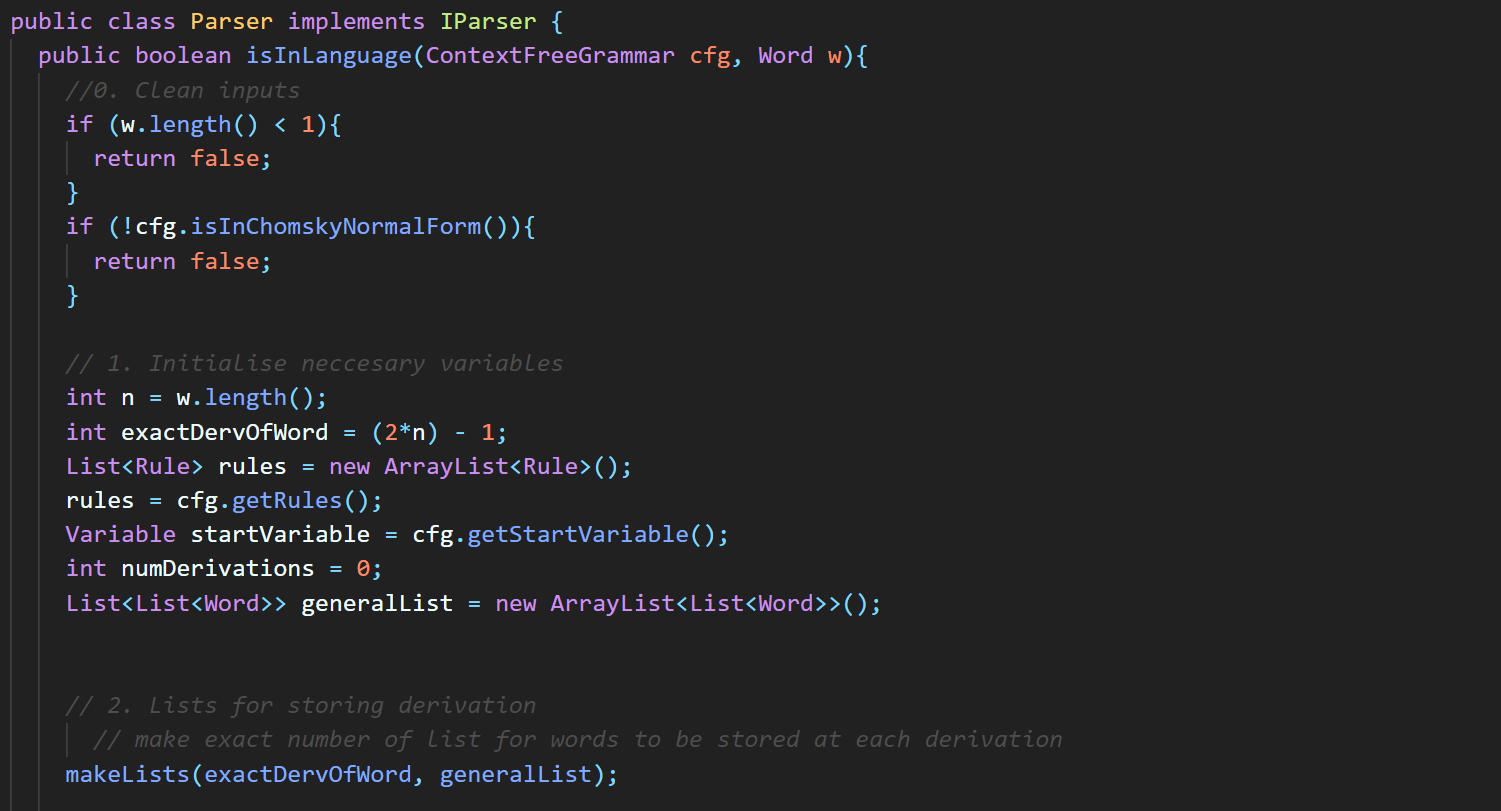 public class Parser implements IParser {
public boolean isInLanguage(ContextFreeGrammar cfg, Word w){
//0. Clean inputs
if (w.length() < 1){
return false;
}
if (!cfg.isInChomskyNormalForm()){
return false;
}
// 1. Initialise neccesary variables
int n = w.length();
int exactDervOfWord = (2*n) - 1;
List<Rule> rules = new ArrayList<Rule>();
rules = cfg.getRules();
Variable startVariable = cfg.getStartVariable();
int numDerivations = 0;
List<List<Word>> generalList = new ArrayList<List<Word>>();
// 2. Lists for storing derivation
// make exact number of list for words to be stored at each derivation
makeLists(exactDervOfWord, generalList);